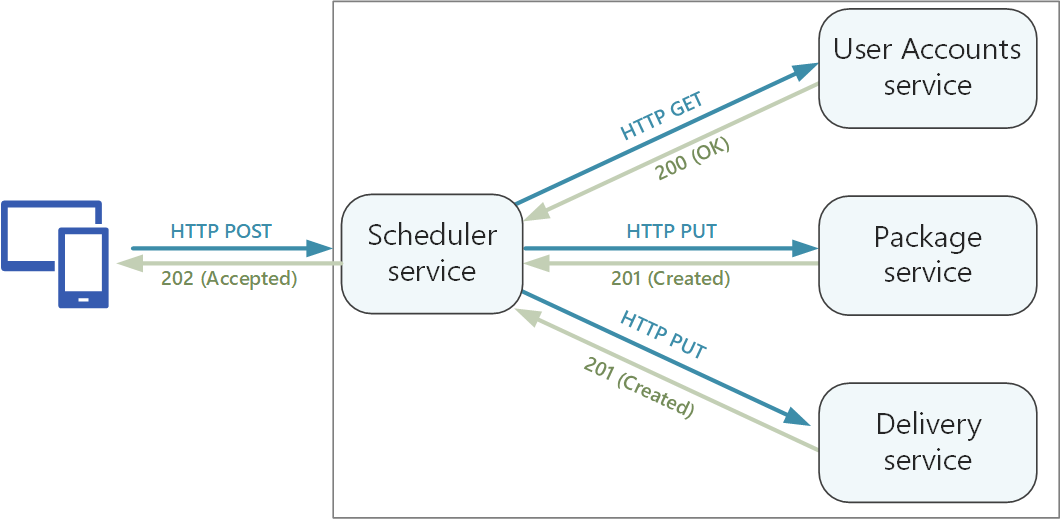 User Accounts
service
HTTP GET
200 (OK)
HTTP POST
202 (Accepted)
Scheduler
service
HTTP PUT
201 (Created)
Package
service
HTTP PUT
201 (Created)
Delivery
service